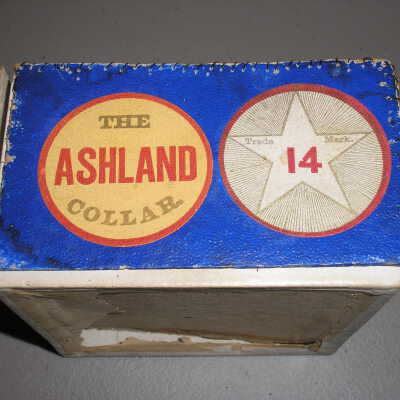 THE
ASHLAND
COLLAR.
Trade Mark.
14